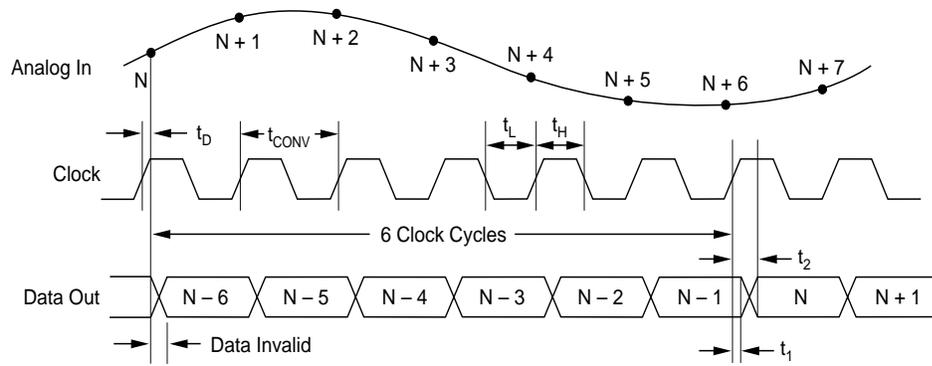 N + 1
N + 2
N + 3
N + 4
N + 5
N + 6
N + 7
Analog In
N
t_D
t_CONV
t_L
t_H
Clock
6 Clock Cycles
t_2
Data Out
N – 6
N – 5
N – 4
N – 3
N – 2
N – 1
N
N + 1
Data Invalid
t_1